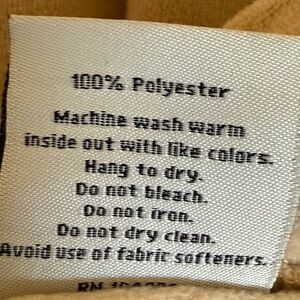 100% Polyester
Machine wash warm
inside out with like colors.
Hang to dry.
Do not bleach.
Do not iron.
Do not dry clean.
Avoid use of fabric softeners.
RN